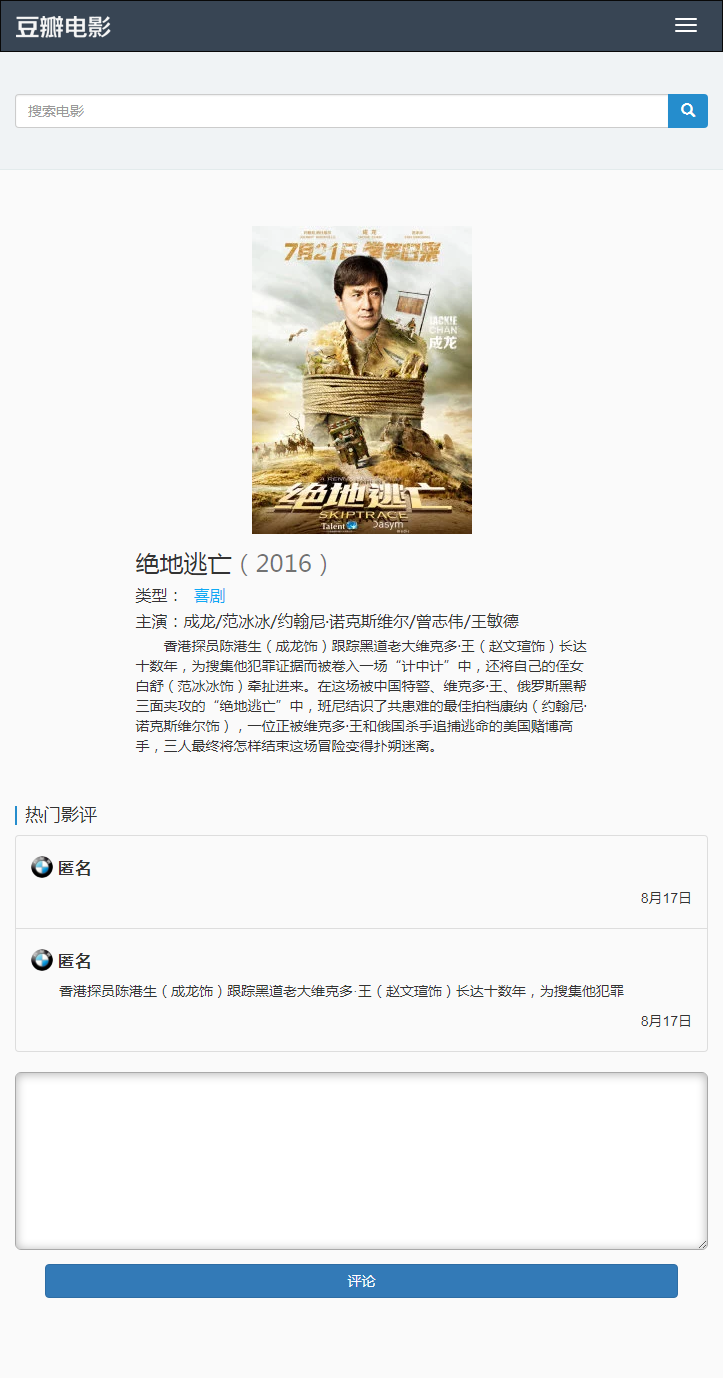 豆瓣电影
搜索电影
成龙
7月21日 爆笑归来
JACKIE
CHAN
成龙
绝地逃亡
SKIPTRACE
Talent
Dasym
绝地逃亡（2016）
类型： 喜剧
主演：成龙/范冰冰/约翰尼·诺克斯维尔/曾志伟/王敏德
香港探员陈港生（成龙饰）跟踪黑道老大维克多·王（赵文瑄饰）长达
十数年，为搜集他犯罪证据而被卷入一场“计中计”中，还将自己的侄女
白舒（范冰冰饰）牵扯进来。在这场被中国特警、维克多·王、俄罗斯黑帮
三面夹攻的“绝地逃亡”中，班尼结识了共患难的最佳拍档康纳（约翰尼·
诺克斯维尔饰），一位正被维克多·王和俄国杀手追捕逃命的美国赌博高
手，三人最终将怎样结束这场冒险变得扑朔迷离。
热门影评
匿名
8月17日
匿名
香港探员陈港生（成龙饰）跟踪黑道老大维克多·王（赵文瑄饰）长达十数年，为搜集他犯罪
8月17日
评论